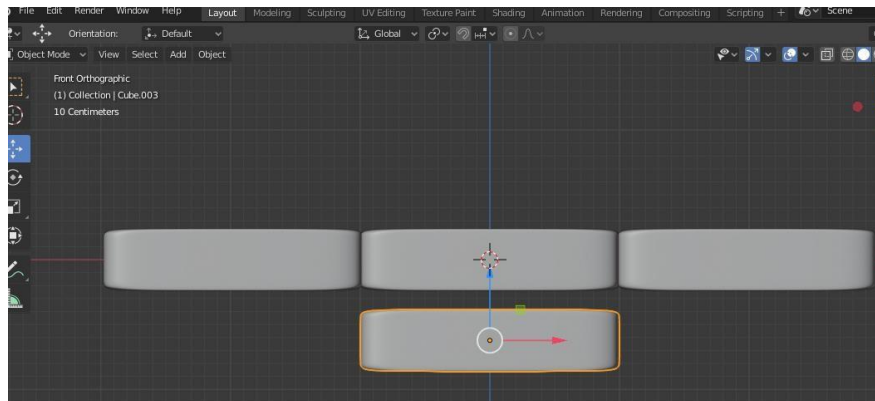 File Edit Render Window Help Layout Modeling Sculpting UV Editing Texture Paint Shading Animation Rendering Compositing Scripting + Scene
Orientation: Default Global
Object Mode View Select Add Object
Front Orthographic
(1) Collection | Cube.003
10 Centimeters